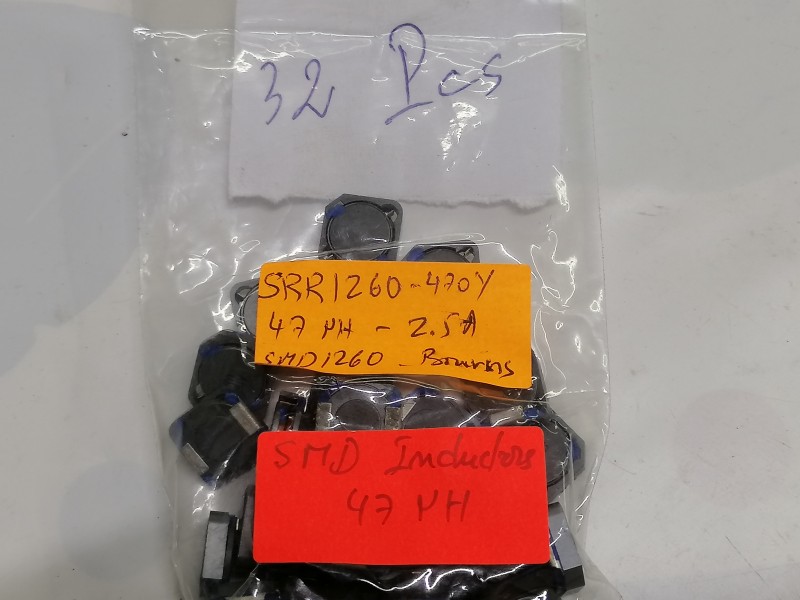 32 Pcs
SRR1260-470Y
47 µH - 2.5A
SMD1260 - Bourns
SMD Inductors
47 µH